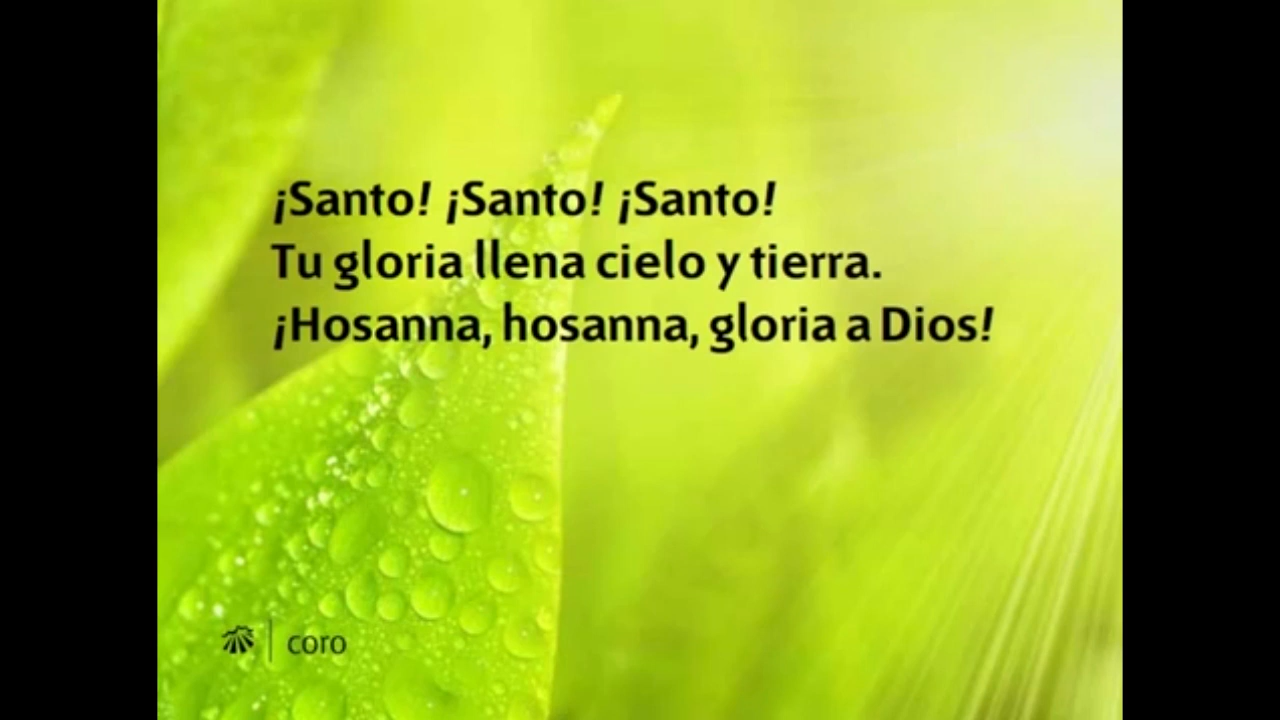 ¡Santo! ¡Santo! ¡Santo!
Tu gloria llena cielo y tierra.
¡Hosanna, hosanna, gloria a Dios!
coro